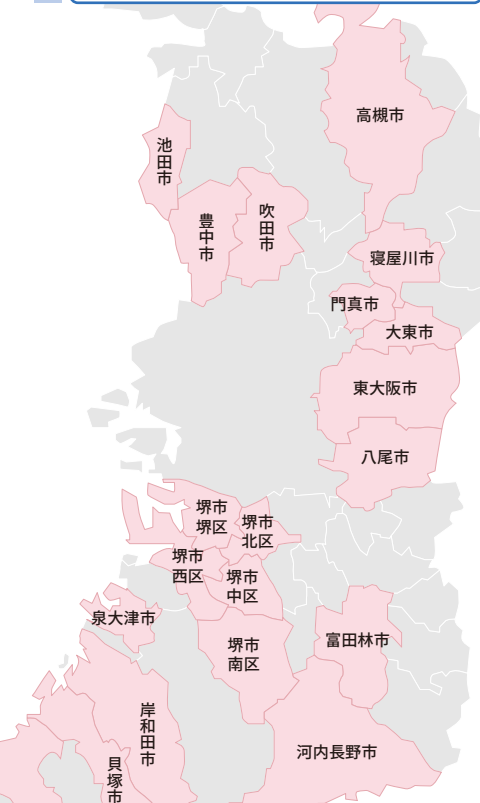 高槻市
池田市
豊中市
吹田市
寝屋川市
門真市
大東市
東大阪市
八尾市
堺市
堺区
堺市
北区
堺市
西区
堺市
中区
泉大津市
堺市
南区
富田林市
岸和田市
河内長野市
貝塚市